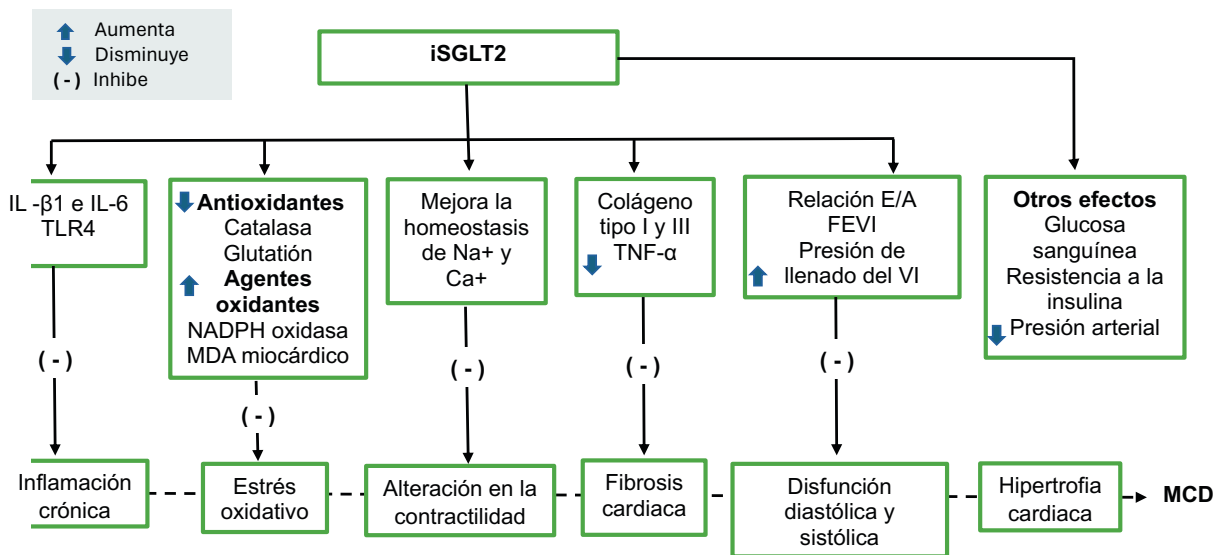 Aumenta
Disminuye
(-) Inhibe
iSGLT2
IL -β1 e IL-6
TLR4
Antioxidantes
Catalasa
Glutatión
Agentes
oxidantes
NADPH oxidasa
MDA miocárdico
Mejora la
homeostasis
de Na+ y
Ca+
Colágeno
tipo I y III
TNF-α
Relación E/A
FEVI
Presión de
llenado del VI
Otros efectos
Glucosa
sanguínea
Resistencia a la
insulina
Presión arterial
(-)
(-)
(-)
(-)
(-)
Inflamación
crónica
Estrés
oxidativo
Alteración en la
contractilidad
Fibrosis
cardiaca
Disfunción
diastólica y
sistólica
Hipertrofia
cardiaca
MCD